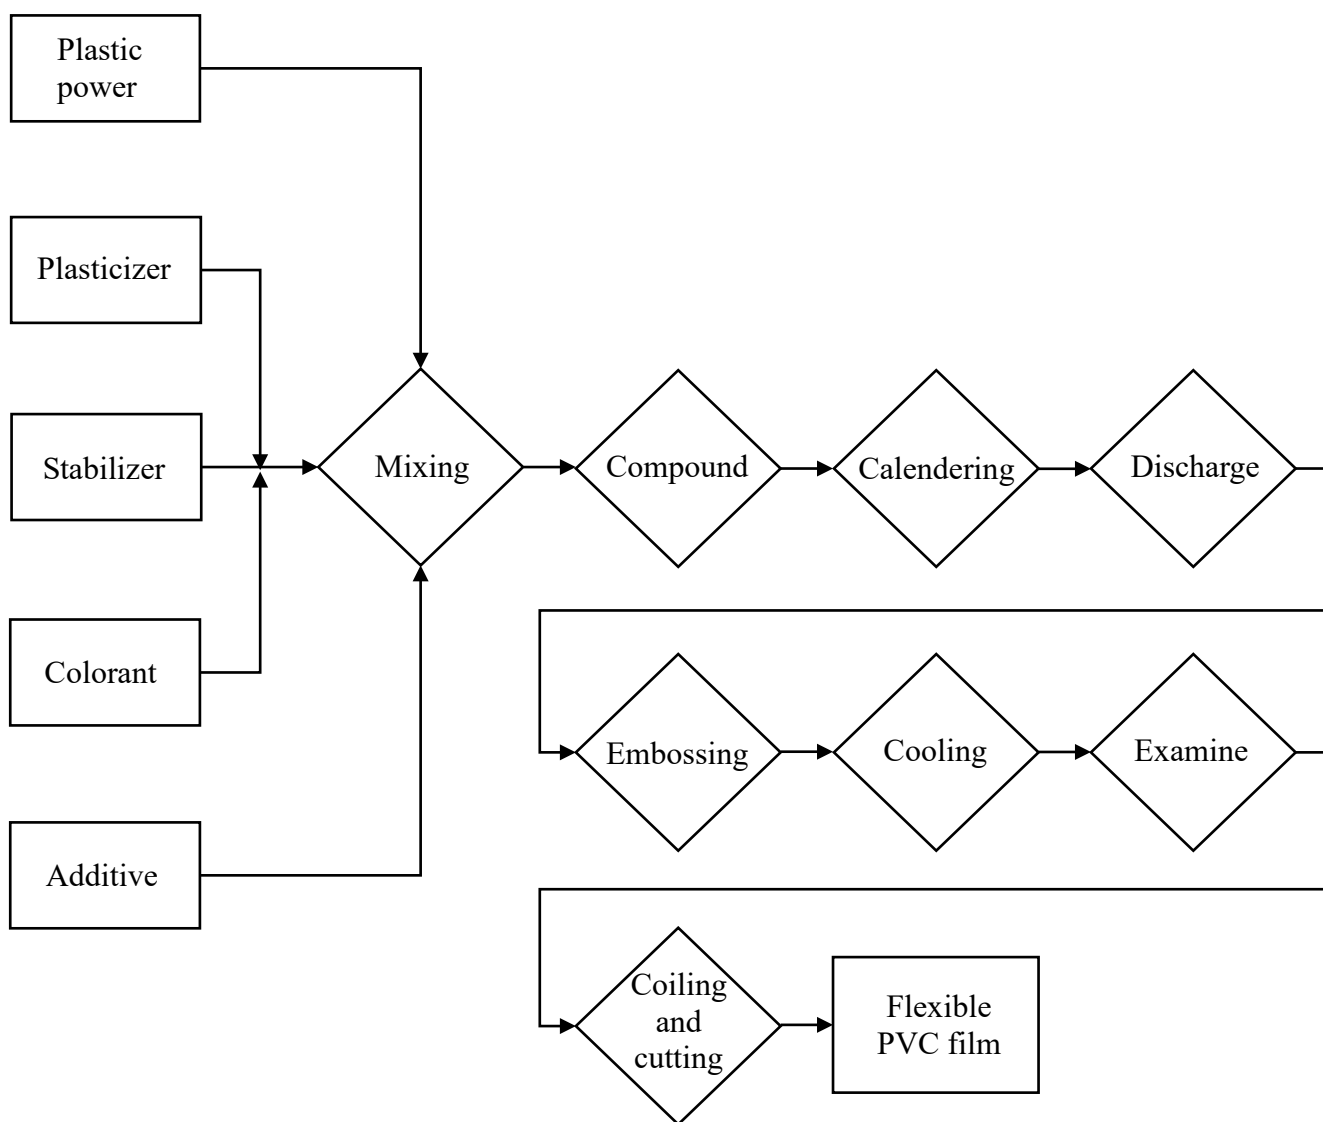 Plastic
power
Plasticizer
Stabilizer
Mixing
Compound
Calendering
Discharge
Colorant
Embossing
Cooling
Examine
Additive
Coiling
and
cutting
Flexible
PVC film